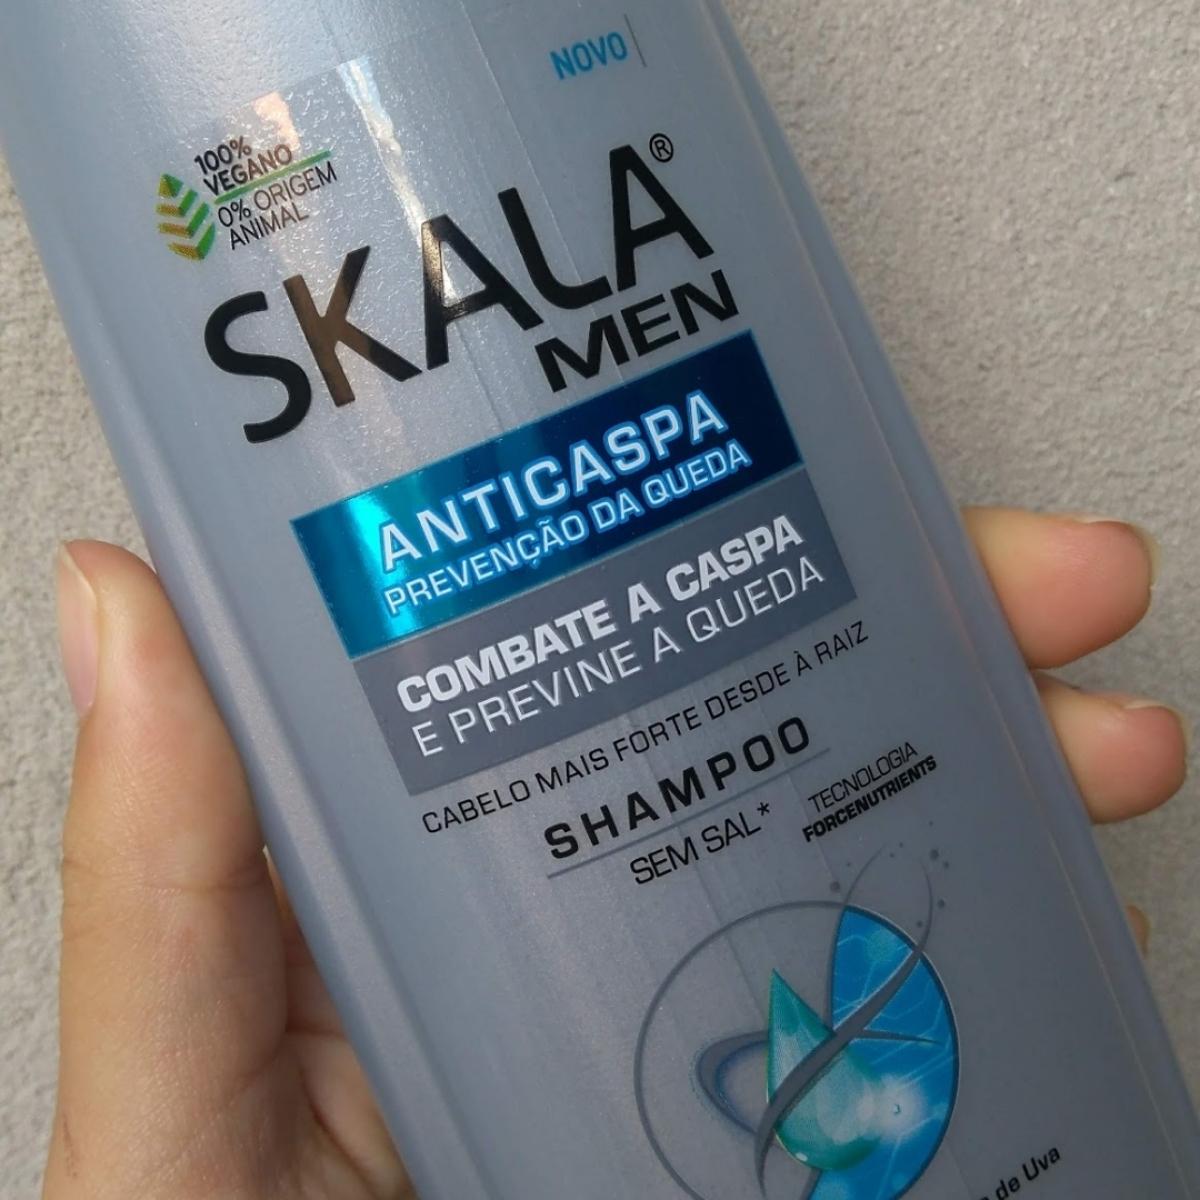 NOVO
100%
VEGANO
0% ORIGEM
ANIMAL
SKALA®
MEN
ANTICASPA
PREVENÇÃO DA QUEDA
COMBATE A CASPA
E PREVINE A QUEDA
CABELO MAIS FORTE DESDE À RAIZ
SHAMPOO
SEM SAL*
TECNOLOGIA
FORCENUTRIENTS
de Uva